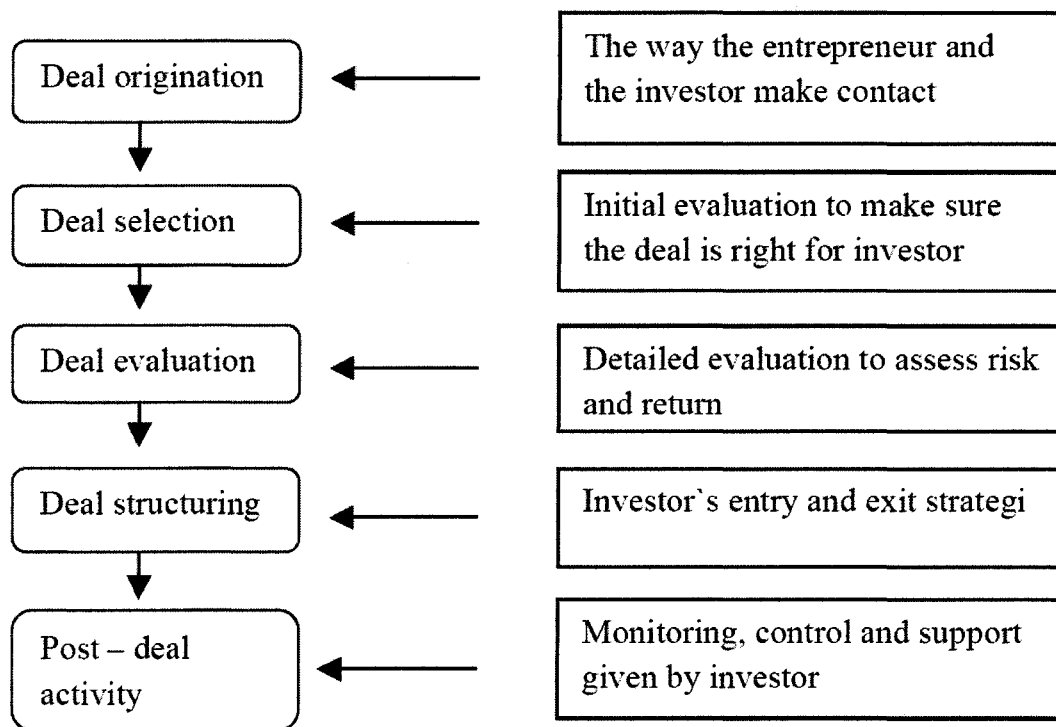 Deal origination
The way the entrepreneur and
the investor make contact
Deal selection
Initial evaluation to make sure
the deal is right for investor
Deal evaluation
Detailed evaluation to assess risk
and return
Deal structuring
Investor`s entry and exit strategi
Post – deal
activity
Monitoring, control and support
given by investor